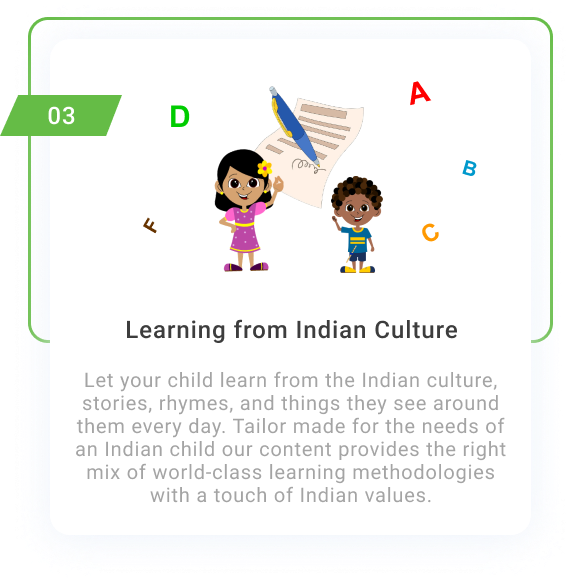 A
D
03
B
F
C
Learning from Indian Culture
Let your child learn from the Indian culture,
stories, rhymes, and things they see around
them every day. Tailor made for the needs of
an Indian child our content provides the right
mix of world-class learning methodologies
with a touch of Indian values.